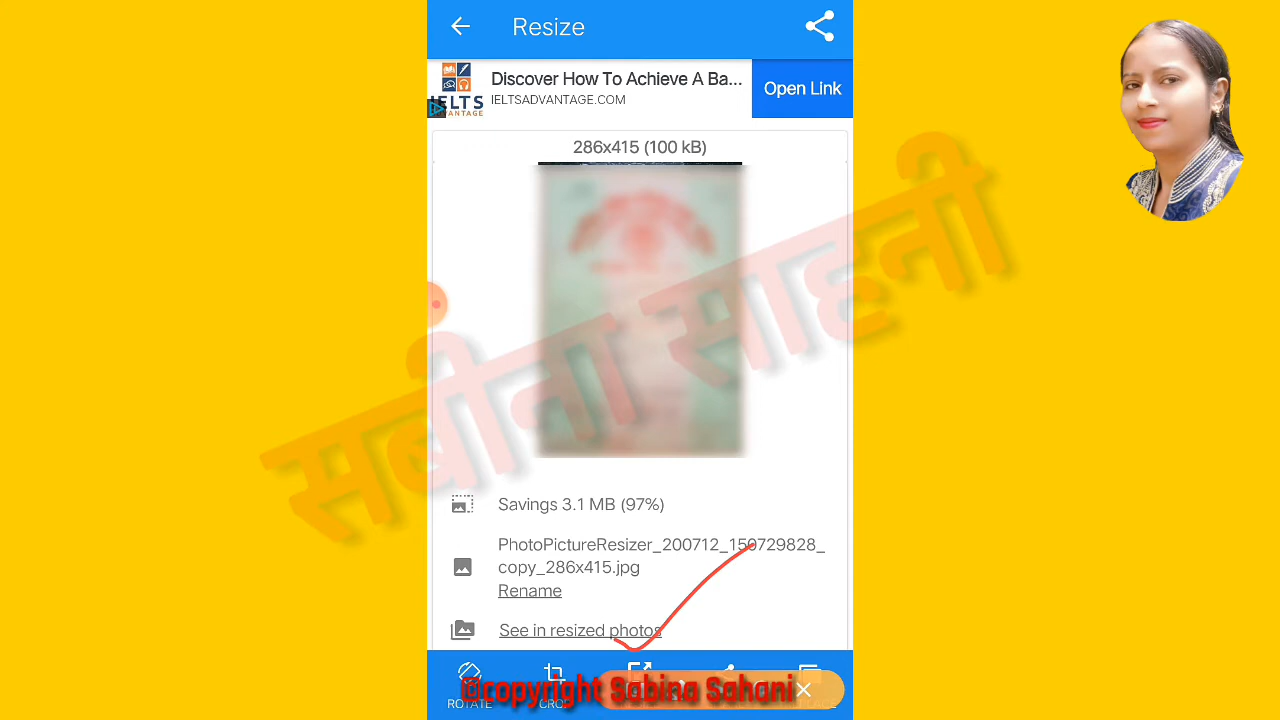 Resize
Discover How To Achieve A Ba...
IELTSADVANTAGE.COM
Open Link
286x415 (100 kB)
सबीना साहनी
Savings 3.1 MB (97%)
PhotoPictureResizer_200712_150729828_
copy_286x415.jpg
Rename
See in resized photos
@copyright Sabina Sahani
ROTATE